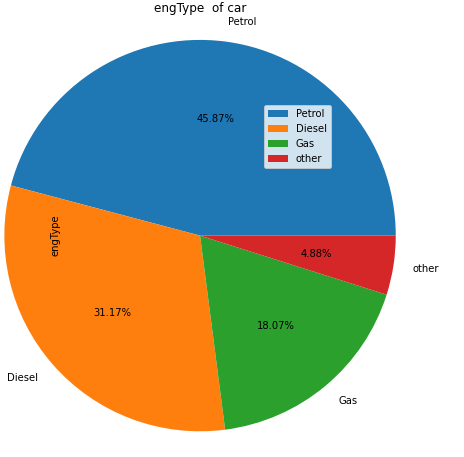 engType  of car
Petrol
45.87%
Petrol
Diesel
Gas
other
engType
4.88%
other
31.17%
18.07%
Diesel
Gas